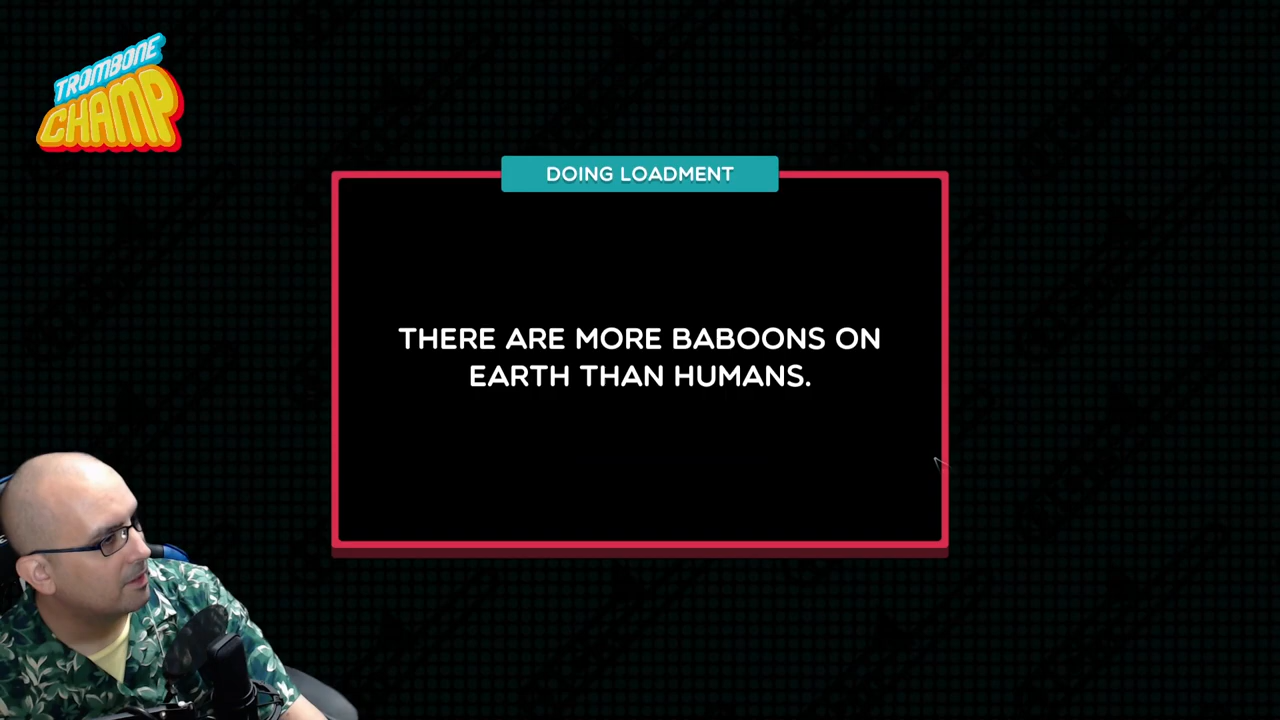 TROMBONE
CHAMP
DOING LOADMENT
THERE ARE MORE BABOONS ON
EARTH THAN HUMANS.